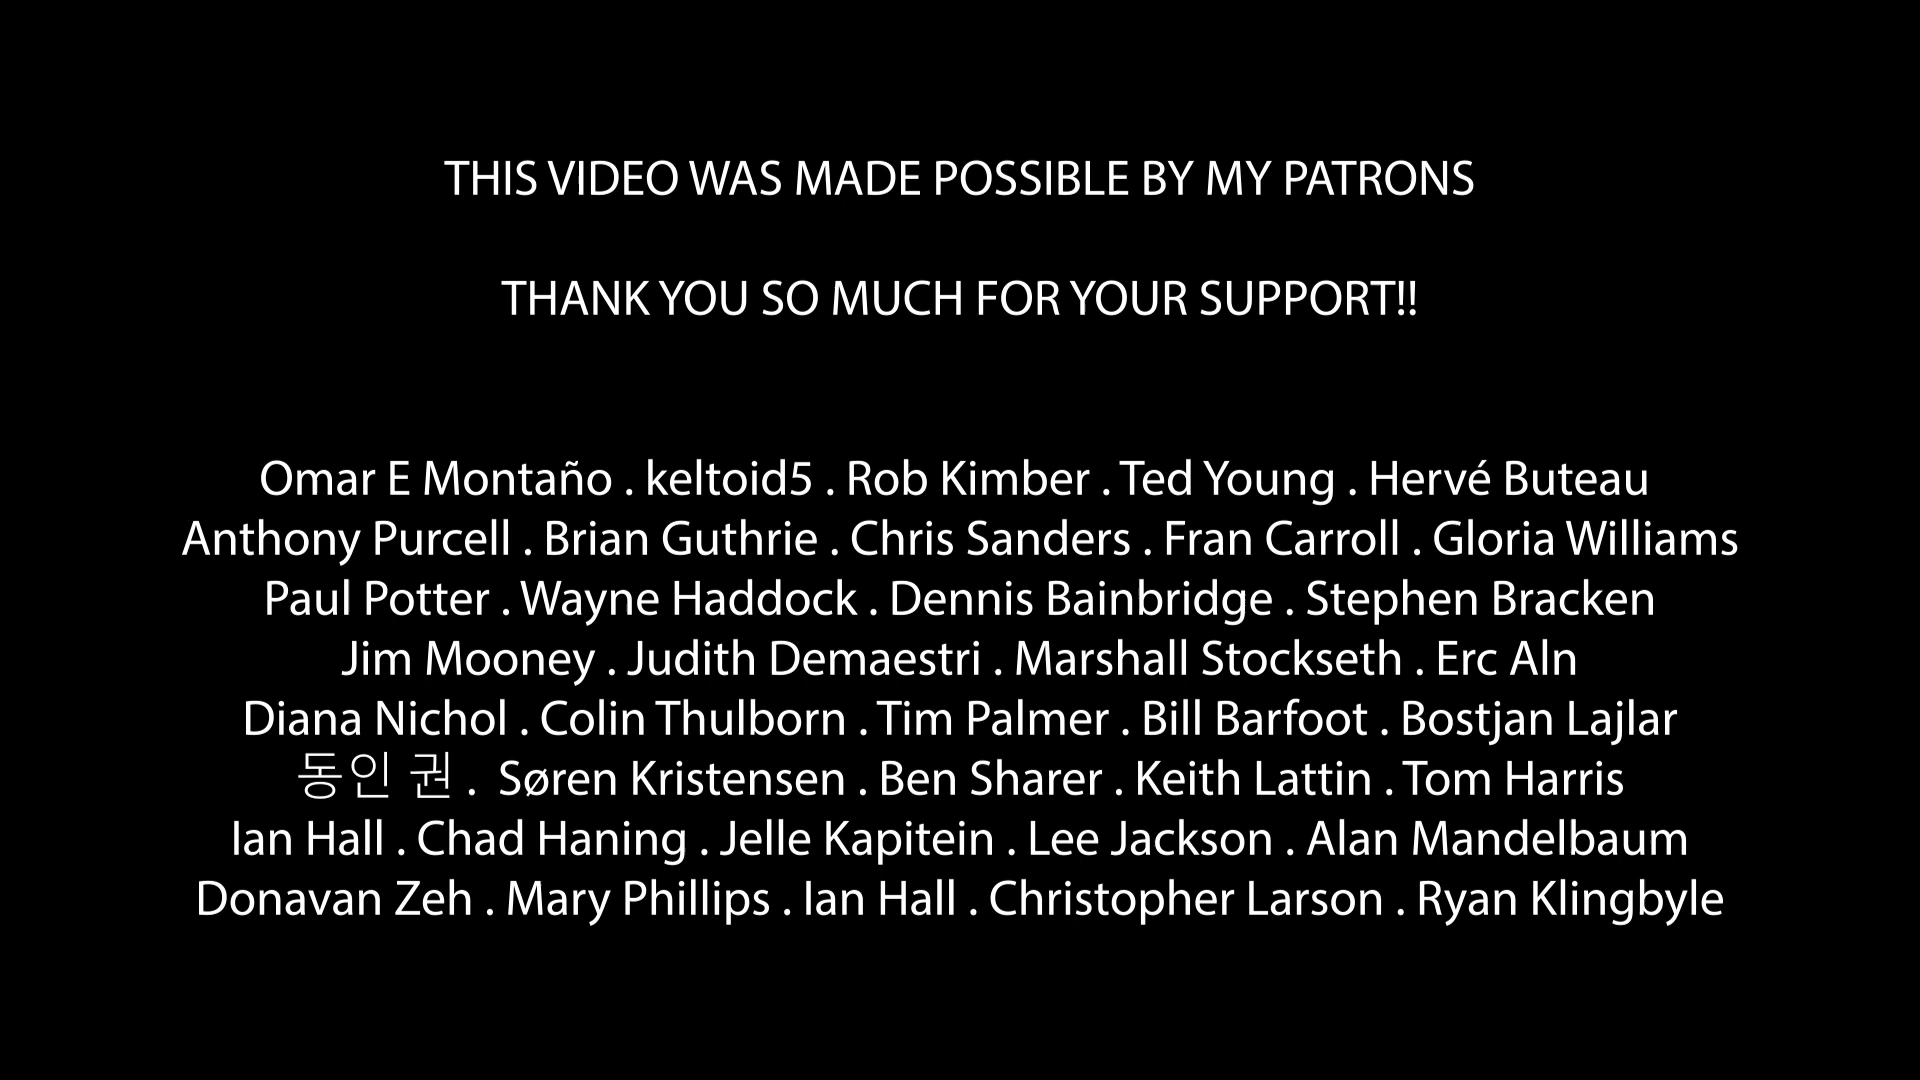 THIS VIDEO WAS MADE POSSIBLE BY MY PATRONS
THANK YOU SO MUCH FOR YOUR SUPPORT!!
Omar E Montaño . keltoid5 . Rob Kimber . Ted Young . Hervé Buteau
Anthony Purcell . Brian Guthrie . Chris Sanders . Fran Carroll . Gloria Williams
Paul Potter . Wayne Haddock . Dennis Bainbridge . Stephen Bracken
Jim Mooney . Judith Demaestri . Marshall Stockseth . Erc Aln
Diana Nichol . Colin Thulborn . Tim Palmer . Bill Barfoot . Bostjan Lajlar
동인 권 .  Søren Kristensen . Ben Sharer . Keith Lattin . Tom Harris
Ian Hall . Chad Haning . Jelle Kapitein . Lee Jackson . Alan Mandelbaum
Donavan Zeh . Mary Phillips . Ian Hall . Christopher Larson . Ryan Klingbyle